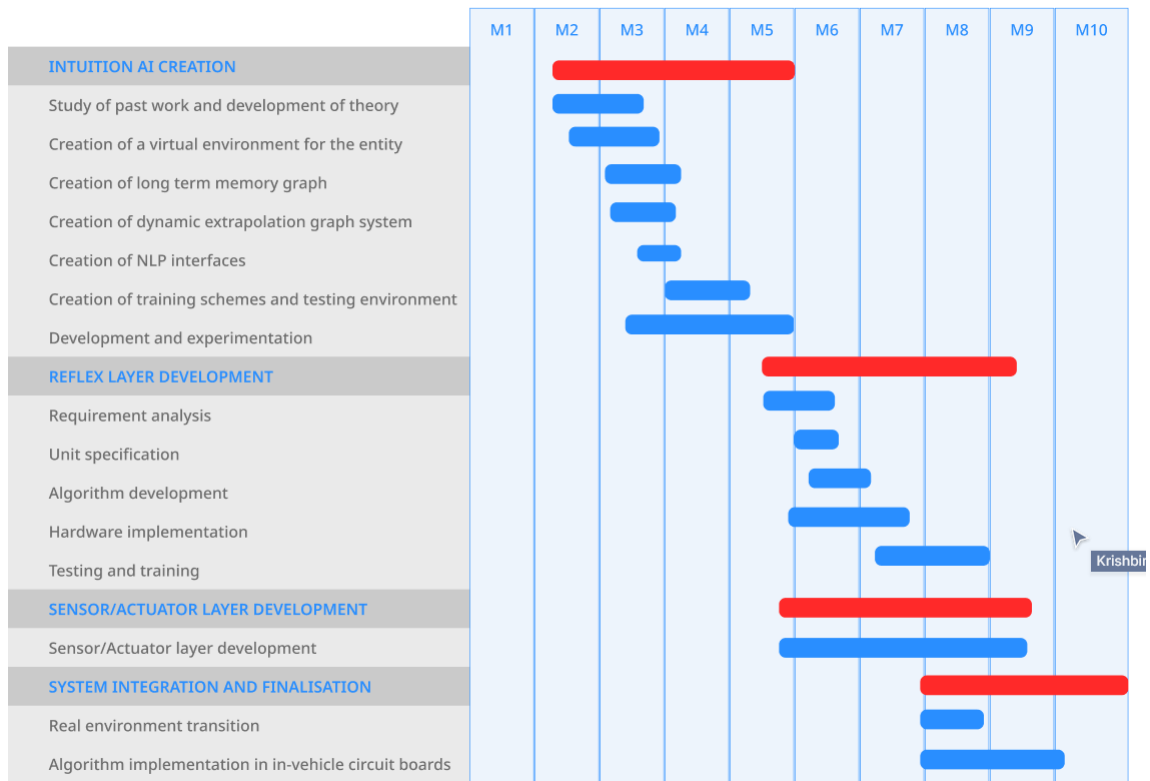 M1 M2 M3 M4 M5 M6 M7 M8 M9 M10
INTUITION AI CREATION
Study of past work and development of theory
Creation of a virtual environment for the entity
Creation of long term memory graph
Creation of dynamic extrapolation graph system
Creation of NLP interfaces
Creation of training schemes and testing environment
Development and experimentation
REFLEX LAYER DEVELOPMENT
Requirement analysis
Unit specification
Algorithm development
Hardware implementation
Testing and training
SENSOR/ACTUATOR LAYER DEVELOPMENT
Sensor/Actuator layer development
SYSTEM INTEGRATION AND FINALISATION
Real environment transition
Algorithm implementation in in-vehicle circuit boards